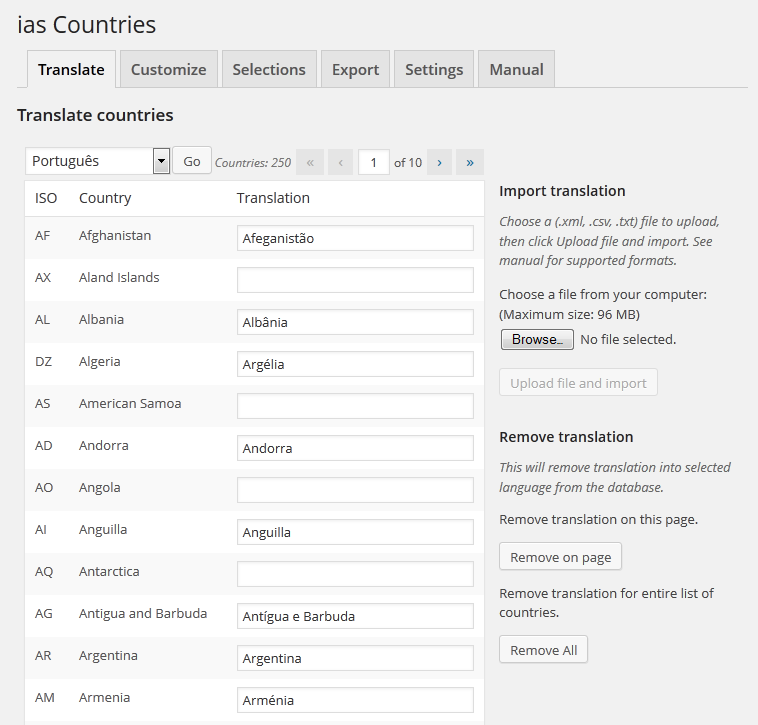 ias Countries
Translate Customize Selections Export Settings Manual
Translate countries
Português Go Countries: 250 « ‹ 1 of 10 › »
ISO Country Translation
AF Afghanistan Afeganistão
AX Aland Islands
AL Albania Albânia
DZ Algeria Argélia
AS American Samoa
AD Andorra Andorra
AO Angola
AI Anguilla Anguilla
AQ Antarctica
AG Antigua and Barbuda Antígua e Barbuda
AR Argentina Argentina
AM Armenia Arménia
Import translation
Choose a (.xml, .csv, .txt) file to upload,
then click Upload file and import. See
manual for supported formats.
Choose a file from your computer:
(Maximum size: 96 MB)
Browse... No file selected.
Upload file and import
Remove translation
This will remove translation into selected
language from the database.
Remove translation on this page.
Remove on page
Remove translation for entire list of
countries.
Remove All